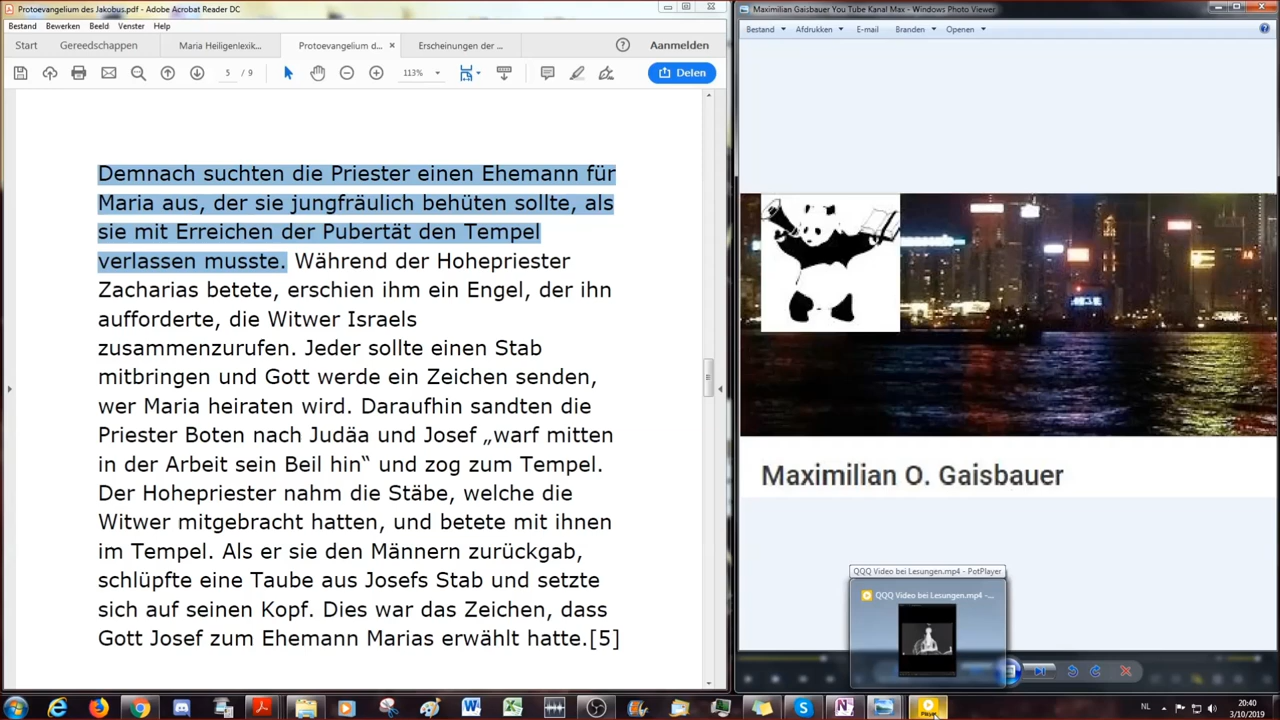 Protoevangelium des Jakobus.pdf - Adobe Acrobat Reader DC
Bestand Bewerken Beeld Venster Help
Start Gereedschappen Maria Heiligenlexik... Protoevangelium d... × Erscheinungen der ... Aanmelden
5 / 9 113% Delen
Demnach suchten die Priester einen Ehemann für
Maria aus, der sie jungfräulich behüten sollte, als
sie mit Erreichen der Pubertät den Tempel
verlassen musste. Während der Hohepriester
Zacharias betete, erschien ihm ein Engel, der ihn
aufforderte, die Witwer Israels
zusammenzurufen. Jeder sollte einen Stab
mitbringen und Gott werde ein Zeichen senden,
wer Maria heiraten wird. Daraufhin sandten die
Priester Boten nach Judäa und Josef „warf mitten
in der Arbeit sein Beil hin“ und zog zum Tempel.
Der Hohepriester nahm die Stäbe, welche die
Witwer mitgebracht hatten, und betete mit ihnen
im Tempel. Als er sie den Männern zurückgab,
schlüpfte eine Taube aus Josefs Stab und setzte
sich auf seinen Kopf. Dies war das Zeichen, dass
Gott Josef zum Ehemann Marias erwählt hatte.[5]
Maximilian Gaisbauer You Tube Kanal Max - Windows Photo Viewer
Bestand Afdrukken E-mail Branden Openen
Maximilian O. Gaisbauer
QQQ Video bei Lesungen.mp4 - PotPlayer
QQQ Video bei Lesungen.mp4 -...
NL
20:40
3/10/2019